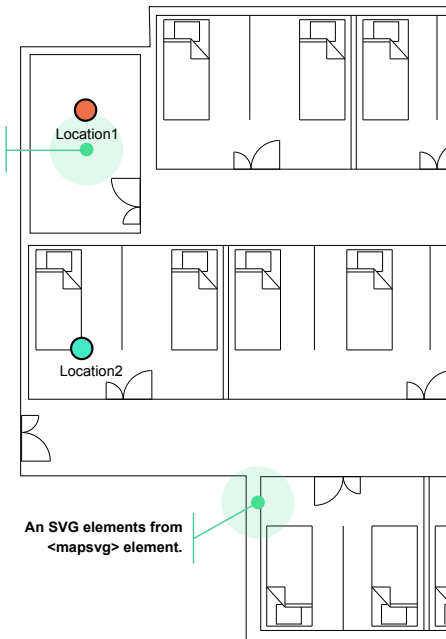 Location1
Location2
An SVG elements from
<mapsvg> element.